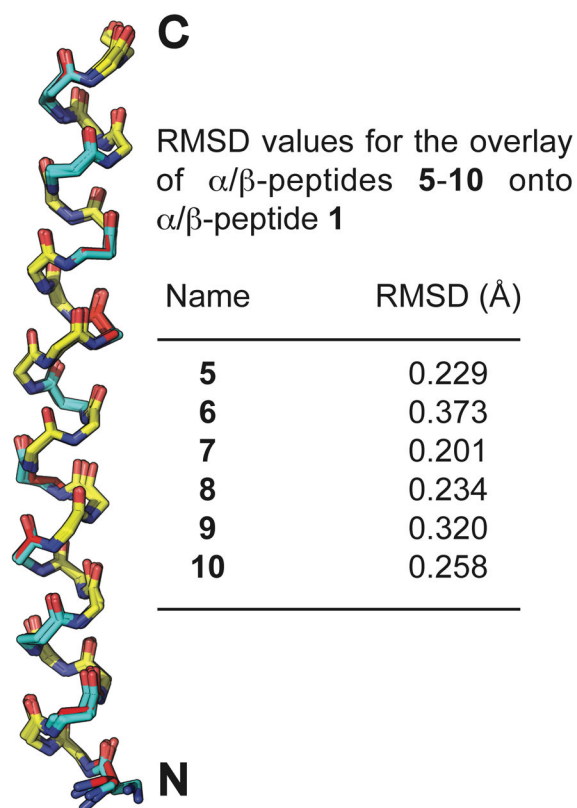 C
RMSD values for the overlay
of α/β-peptides 5-10 onto
α/β-peptide 1
Name RMSD (Å)
5 0.229
6 0.373
7 0.201
8 0.234
9 0.320
10 0.258
N